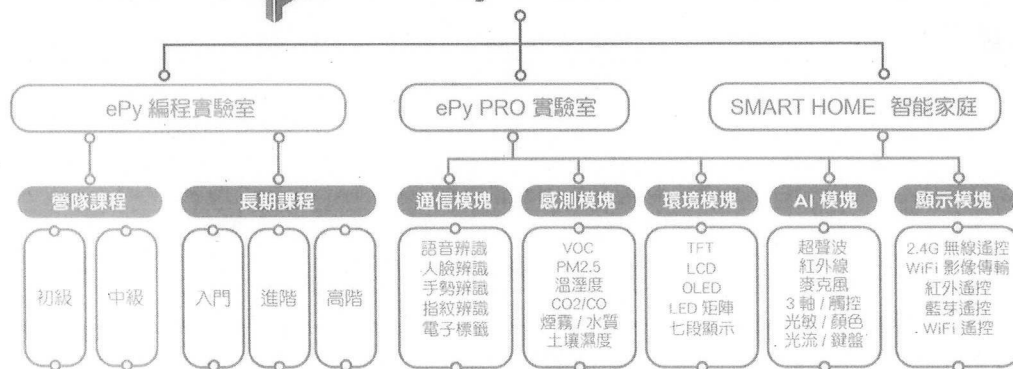 ePy 編程實驗室
ePy PRO 實驗室
SMART HOME 智能家庭
營隊課程
長期課程
通信模塊
感測模塊
環境模塊
AI 模塊
顯示模塊
初級
中級
入門
進階
高階
語音辨識
人臉辨識
手勢辨識
指紋辨識
電子標籤
VOC
PM2.5
溫溼度
CO2/CO
煙霧 / 水質
土壤濕度
TFT
LCD
OLED
LED 矩陣
七段顯示
超聲波
紅外線
麥克風
3 軸 / 觸控
光敏 / 顏色
. 光流 / 鍵盤
2.4G 無線遙控
WiFi 影像傳輸
紅外遙控
藍芽遙控
. WiFi 遙控